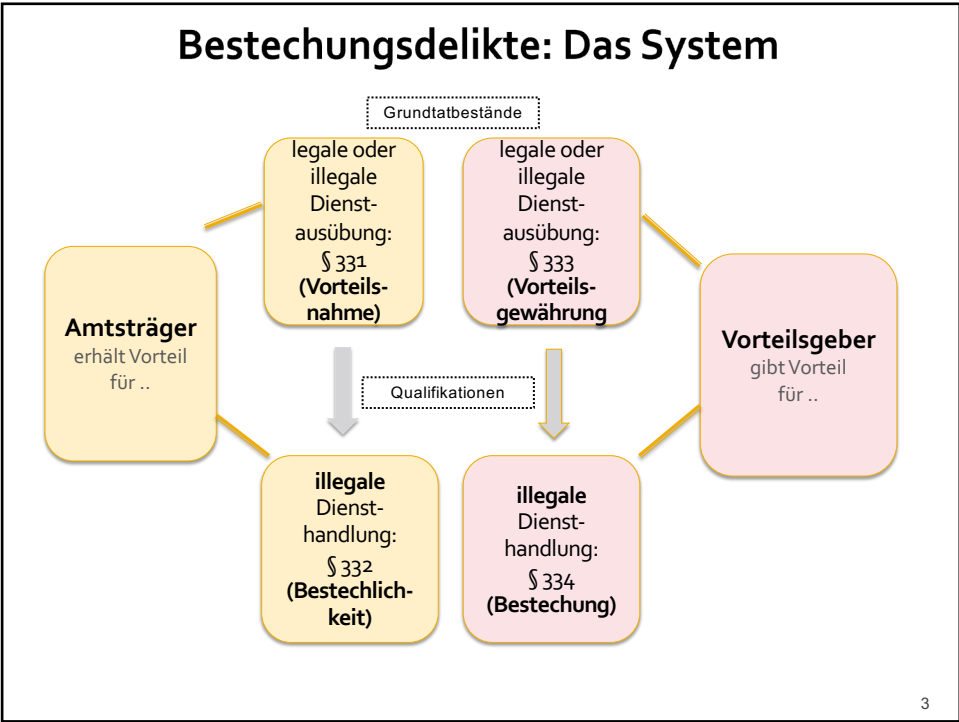 Bestechungsdelikte: Das System
Grundtatbestände
legale oder
illegale
Dienst-
ausübung:
§ 331
(Vorteils-
nahme)
legale oder
illegale
Dienst-
ausübung:
§ 333
(Vorteils-
gewährung
Amtsträger
erhält Vorteil
für ..
Vorteilsgeber
gibt Vorteil
für ..
Qualifikationen
illegale
Dienst-
handlung:
§ 332
(Bestechlich-
keit)
illegale
Dienst-
handlung:
§ 334
(Bestechung)
3